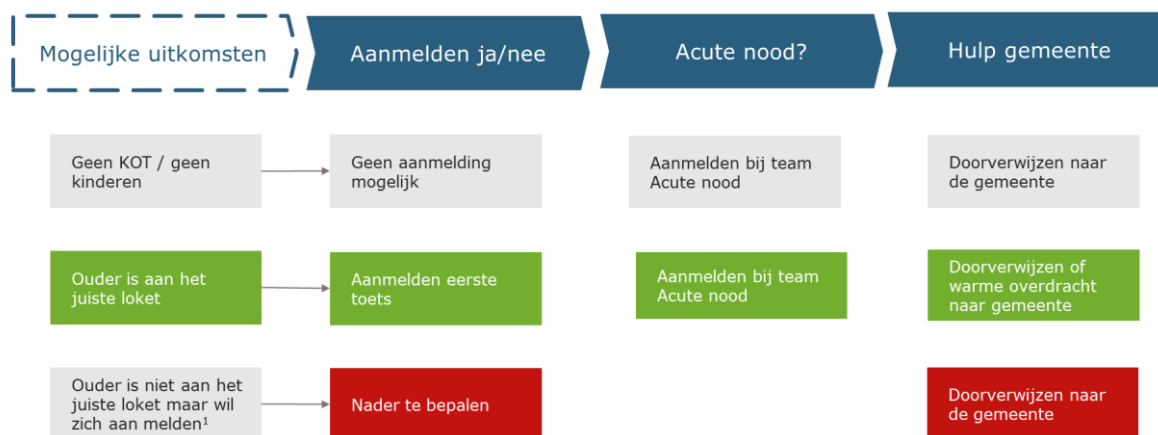 Mogelijke uitkomsten
Aanmelden ja/nee
Acute nood?
Hulp gemeente
Geen KOT / geen
kinderen
Geen aanmelding
mogelijk
Aanmelden bij team
Acute nood
Doorverwijzen naar
de gemeente
Ouder is aan het
juiste loket
Aanmelden eerste
toets
Aanmelden bij team
Acute nood
Doorverwijzen of
warme overdracht
naar gemeente
Ouder is niet aan het
juiste loket maar wil
zich aan melden¹
Nader te bepalen
Doorverwijzen naar
de gemeente